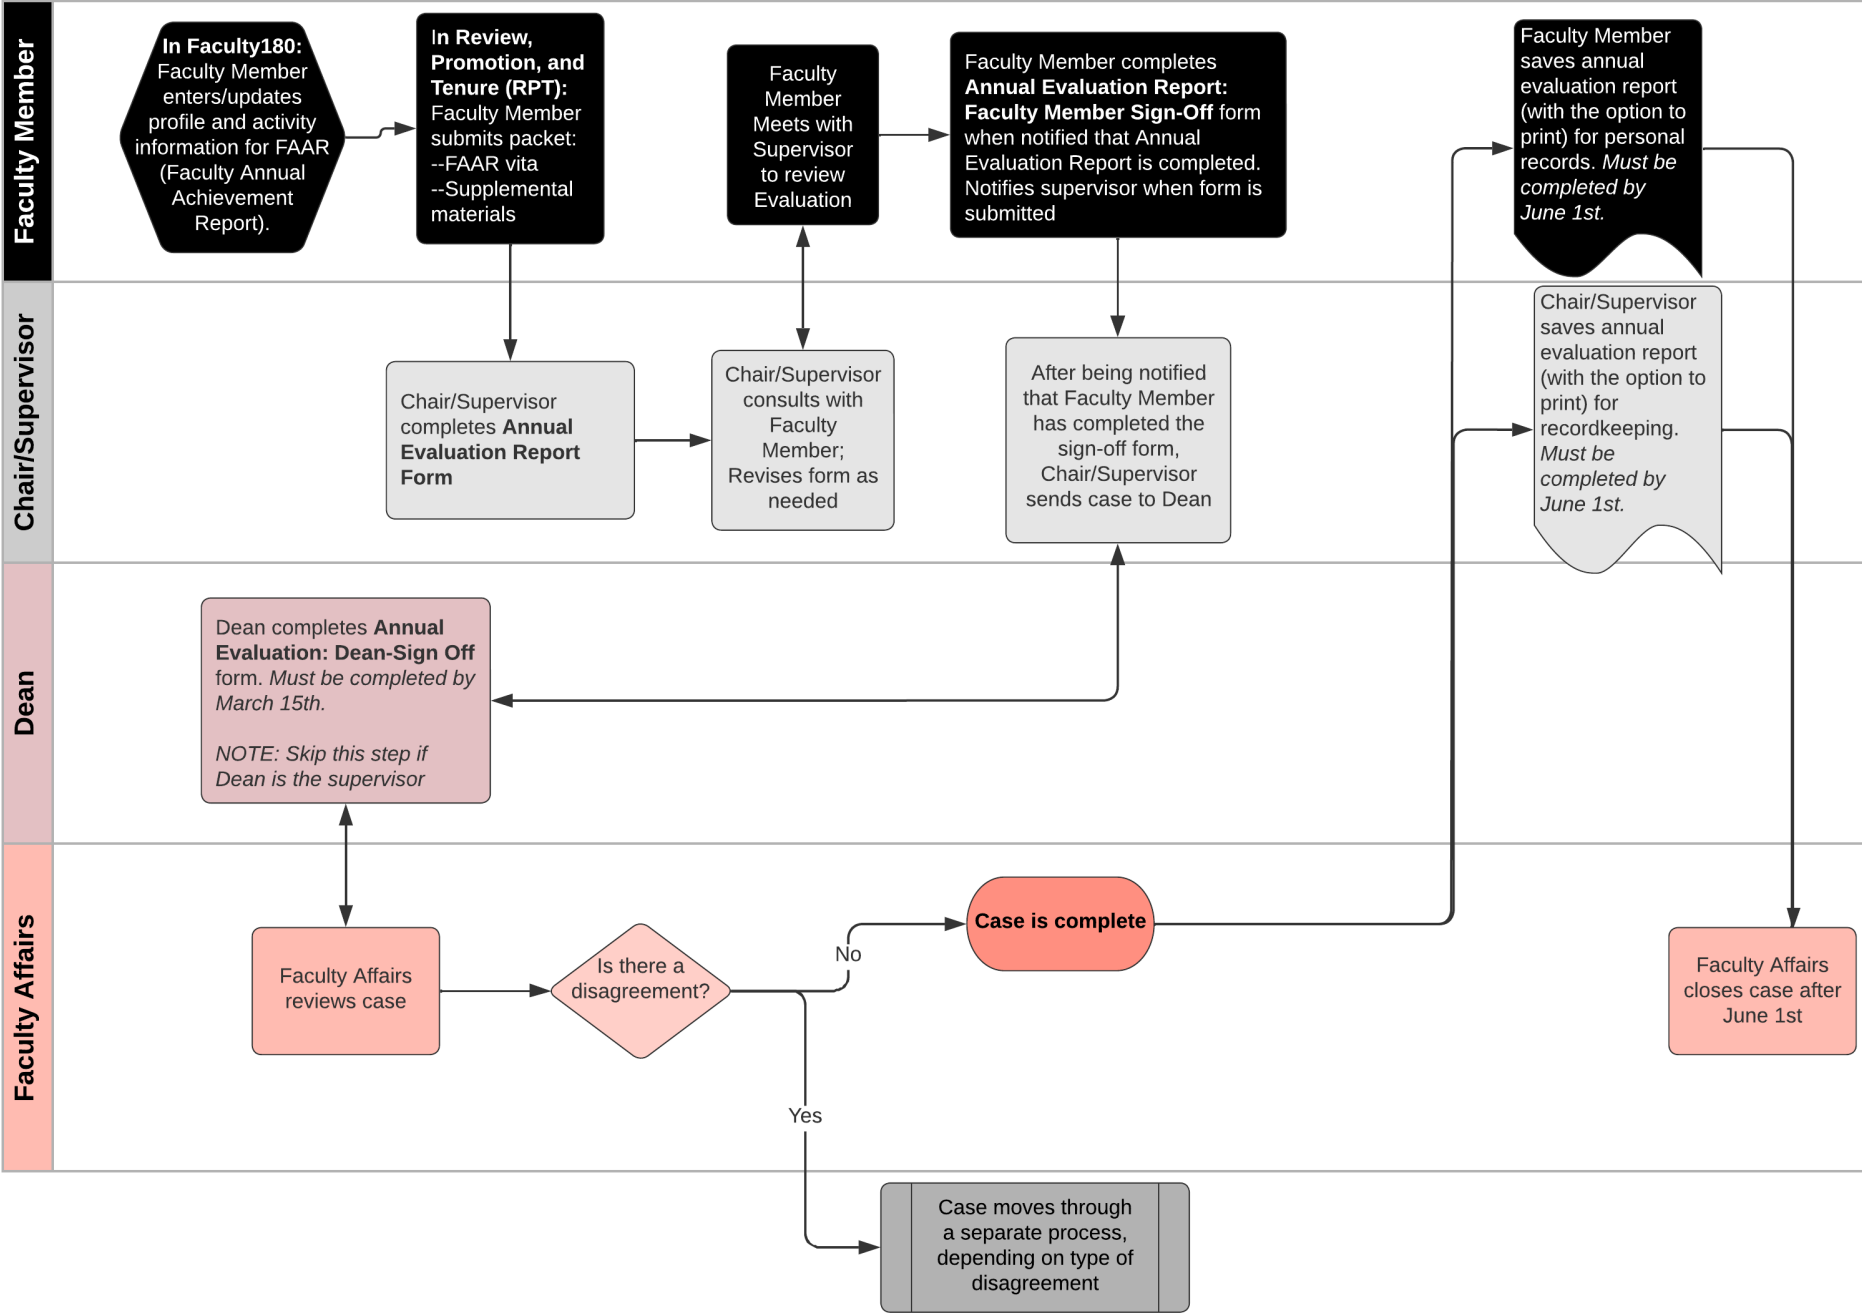 Faculty Member
In Faculty180:
Faculty Member
enters/updates
profile and activity
information for FAAR
(Faculty Annual
Achievement
Report).
In Review,
Promotion, and
Tenure (RPT):
Faculty Member
submits packet:
--FAAR vita
--Supplemental
materials
Faculty
Member
Meets with
Supervisor
to review
Evaluation
Faculty Member completes
Annual Evaluation Report:
Faculty Member Sign-Off form
when notified that Annual
Evaluation Report is completed.
Notifies supervisor when form is
submitted
Faculty Member
saves annual
evaluation report
(with the option to
print) for personal
records. Must be
completed by
June 1st.
Chair/Supervisor
Chair/Supervisor
completes Annual
Evaluation Report
Form
Chair/Supervisor
consults with
Faculty
Member;
Revises form as
needed
After being notified
that Faculty Member
has completed the
sign-off form,
Chair/Supervisor
sends case to Dean
Chair/Supervisor
saves annual
evaluation report
(with the option to
print) for
recordkeeping.
Must be
completed by
June 1st.
Dean
Dean completes Annual
Evaluation: Dean-Sign Off
form. Must be completed by
March 15th.
NOTE: Skip this step if
Dean is the supervisor
Faculty Affairs
Faculty Affairs
reviews case
Is there a
disagreement?
No
Yes
Case is complete
Faculty Affairs
closes case after
June 1st
Case moves through
a separate process,
depending on type of
disagreement